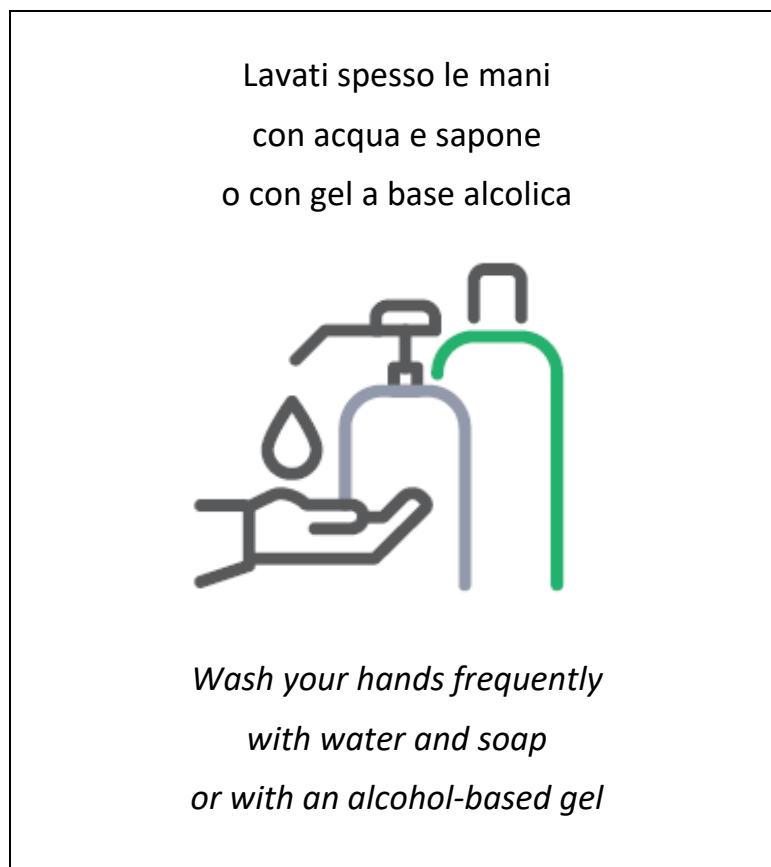 Lavati spesso le mani
con acqua e sapone
o con gel a base alcolica
Wash your hands frequently
with water and soap
or with an alcohol-based gel